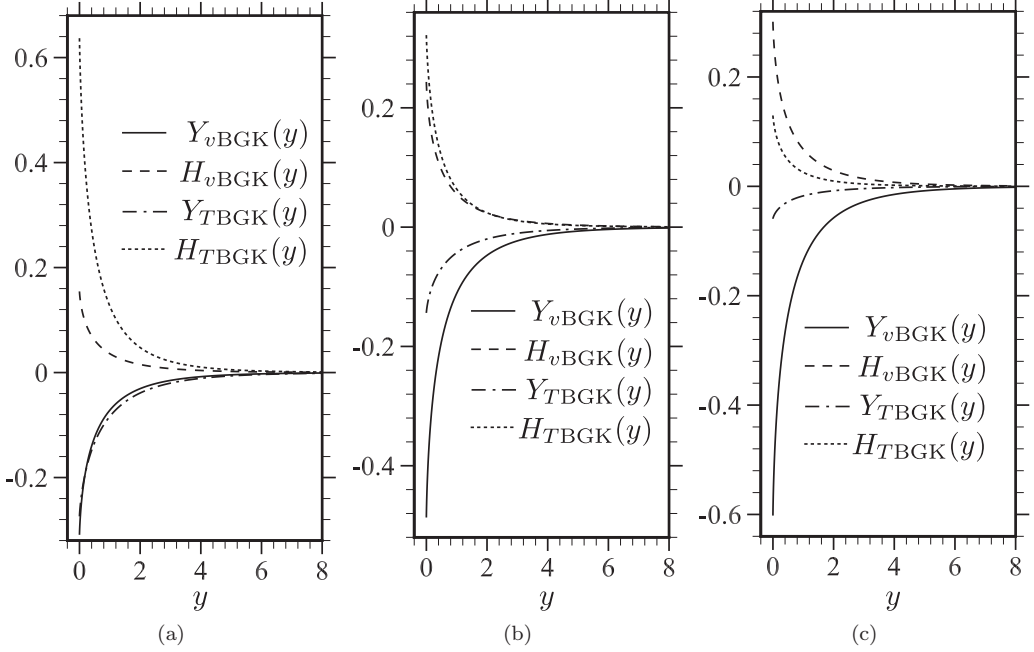 0.6
0.4
0.2
0
-0.2
Y_{vBGK}(y)
H_{vBGK}(y)
Y_{TBGK}(y)
H_{TBGK}(y)
0 2 4 6 8
y
(a)
0.2
0
-0.2
-0.4
Y_{vBGK}(y)
H_{vBGK}(y)
Y_{TBGK}(y)
H_{TBGK}(y)
0 2 4 6 8
y
(b)
0.2
0
-0.2
-0.4
-0.6
Y_{vBGK}(y)
H_{vBGK}(y)
Y_{TBGK}(y)
H_{TBGK}(y)
0 2 4 6 8
y
(c)